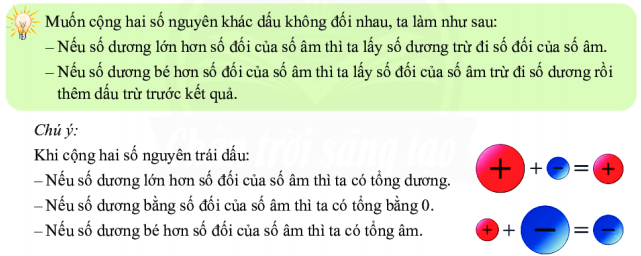 Muốn cộng hai số nguyên khác dấu không đối nhau, ta làm như sau:
– Nếu số dương lớn hơn số đối của số âm thì ta lấy số dương trừ đi số đối của số âm.
– Nếu số dương bé hơn số đối của số âm thì ta lấy số đối của số âm trừ đi số dương rồi
thêm dấu trừ trước kết quả.
Chú ý:
Khi cộng hai số nguyên trái dấu:
– Nếu số dương lớn hơn số đối của số âm thì ta có tổng dương.
– Nếu số dương bằng số đối của số âm thì ta có tổng bằng 0.
– Nếu số dương bé hơn số đối của số âm thì ta có tổng âm.
+ + − = +
+ + − = −
Chân trời sáng tạo